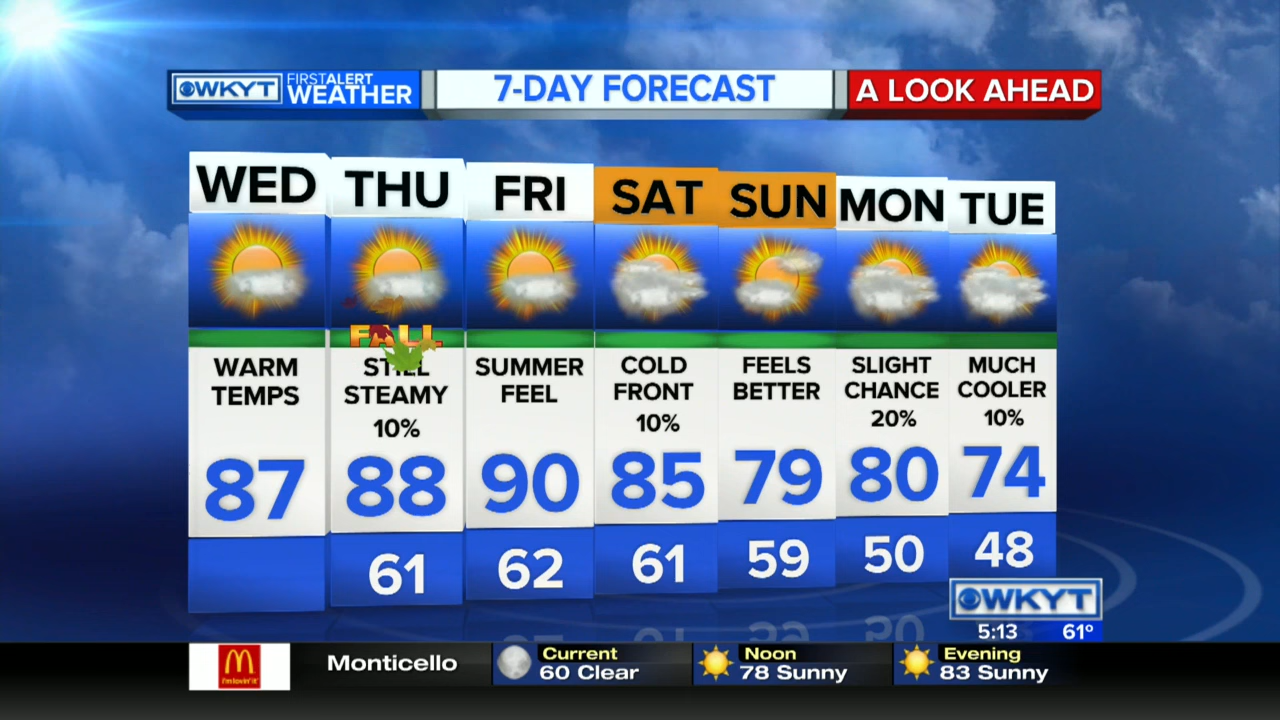 WKYT FIRST ALERT WEATHER 7-DAY FORECAST A LOOK AHEAD
WED THU FRI SAT SUN MON TUE
FALL
WARM TEMPS
STILL STEAMY 10%
SUMMER FEEL
COLD FRONT 10%
FEELS BETTER
SLIGHT CHANCE 20%
MUCH COOLER 10%
87 88 90 85 79 80 74
61 62 61 59 50 48
WKYT
5:13 61°
M
i'm lovin' it
Monticello
Current
60 Clear
Noon
78 Sunny
Evening
83 Sunny